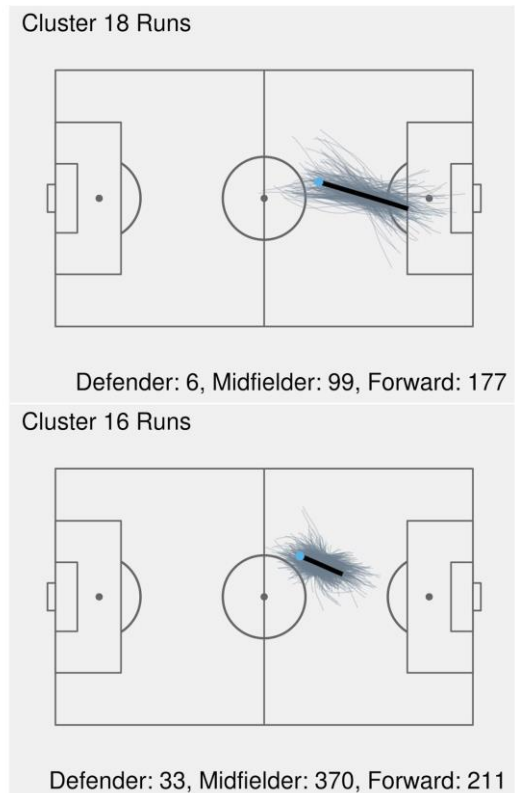 Cluster 18 Runs
Defender: 6, Midfielder: 99, Forward: 177
Cluster 16 Runs
Defender: 33, Midfielder: 370, Forward: 211